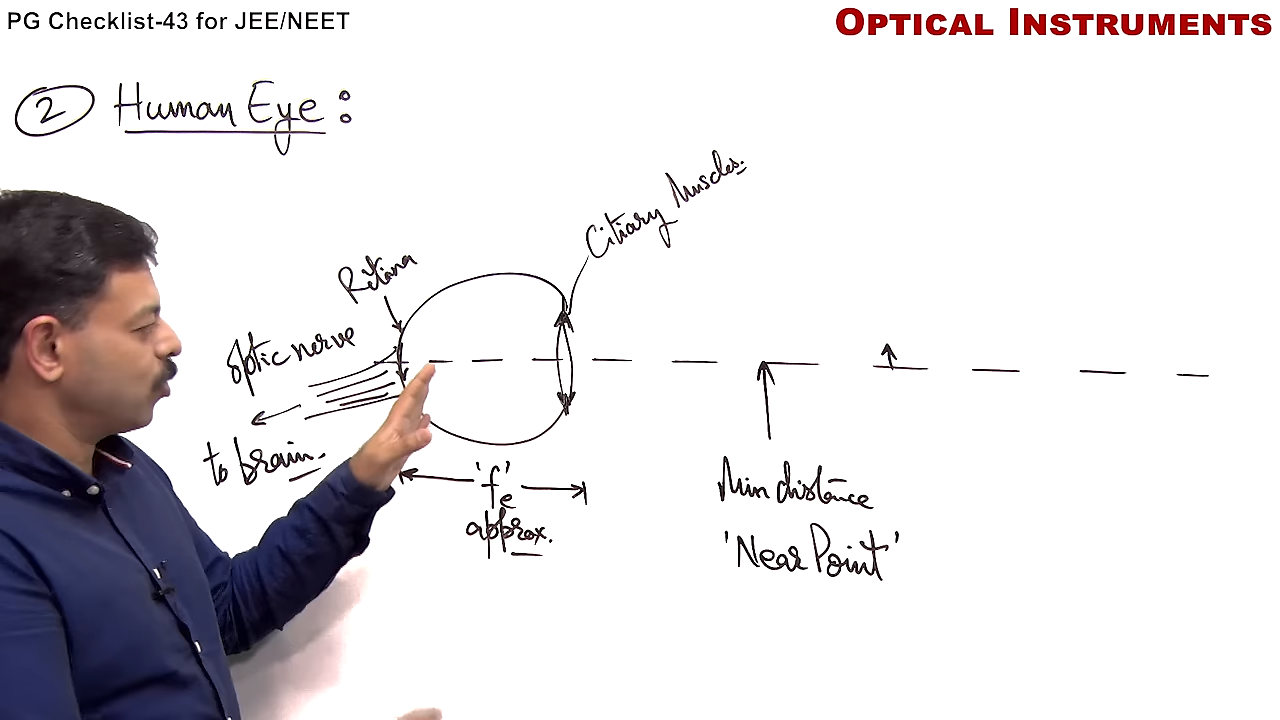 PG Checklist-43 for JEE/NEET
OPTICAL INSTRUMENTS
2 Human Eye:
Ciliary Muscles.
Retina
Optic nerve
to brain.
'fe'
approx.
Min distance
'Near Point'